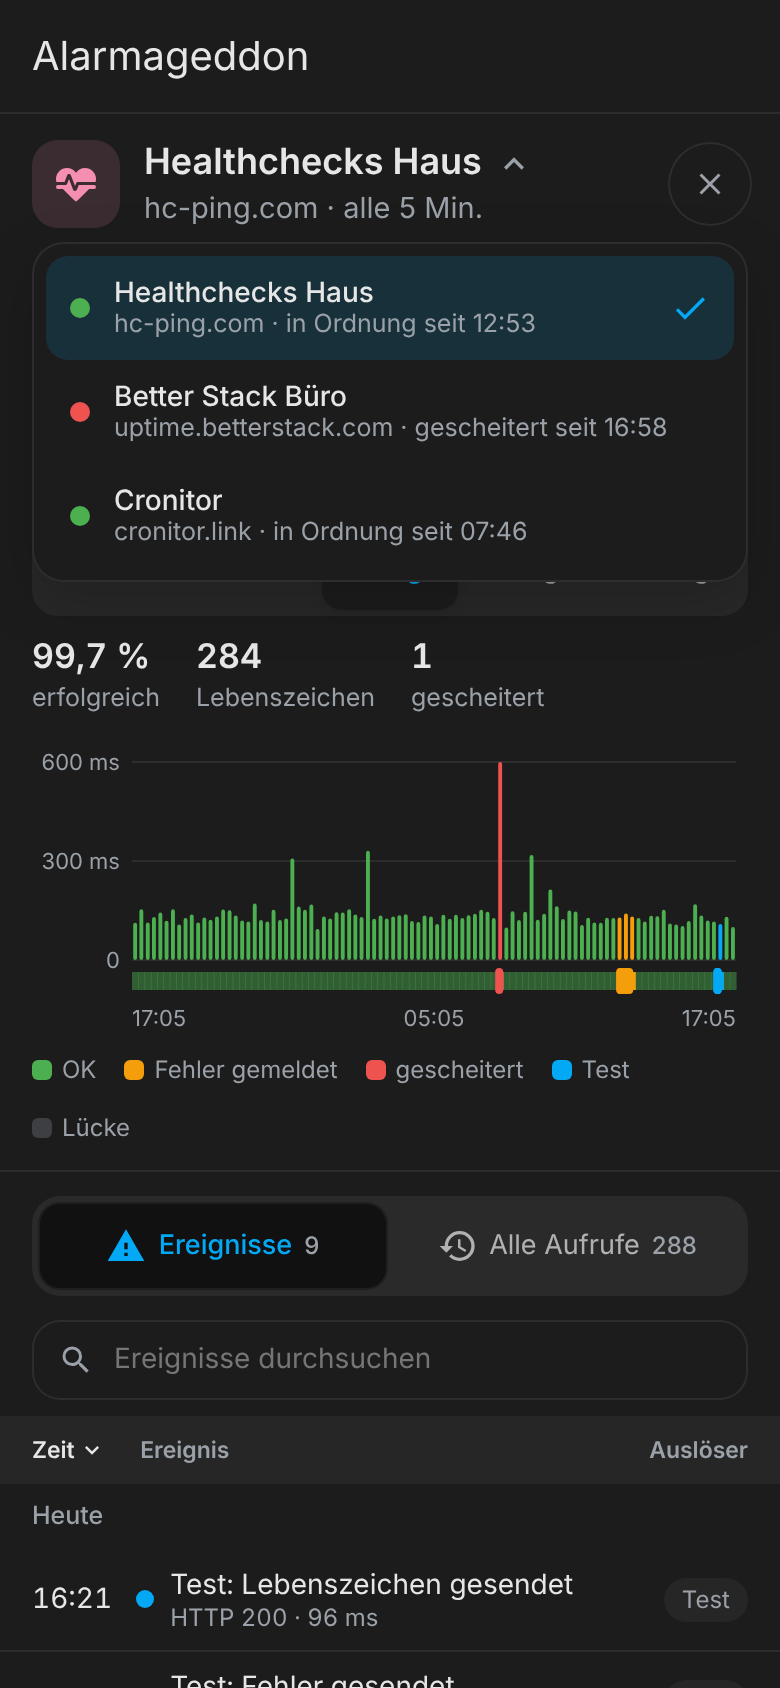 Alarmageddon
Healthchecks Haus
hc-ping.com · alle 5 Min.
Healthchecks Haus
hc-ping.com · in Ordnung seit 12:53
Better Stack Büro
uptime.betterstack.com · gescheitert seit 16:58
Cronitor
cronitor.link · in Ordnung seit 07:46
99,7 % 284 1
erfolgreich Lebenszeichen gescheitert
600 ms
300 ms
0
17:05 05:05 17:05
OK Fehler gemeldet gescheitert Test
Lücke
Ereignisse 9 Alle Aufrufe 288
Ereignisse durchsuchen
Zeit Ereignis Auslöser
Heute
16:21 Test: Lebenszeichen gesendet Test
HTTP 200 · 96 ms
Test: Fehler gesendet